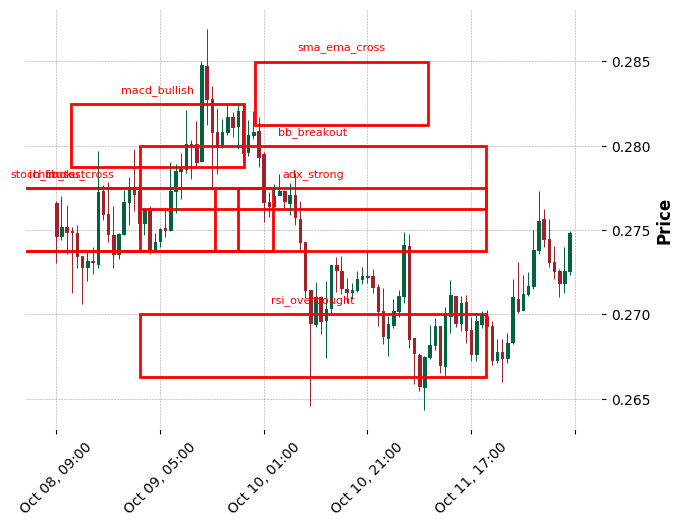 sma_ema_cross
0.285
macd_bullish
0.280
bb_breakout
adx_strong
0.275
Price
0.270
rsi_overbought
0.265
Oct 08, 09:00
Oct 09, 05:00
Oct 10, 01:00
Oct 10, 21:00
Oct 11, 17:00